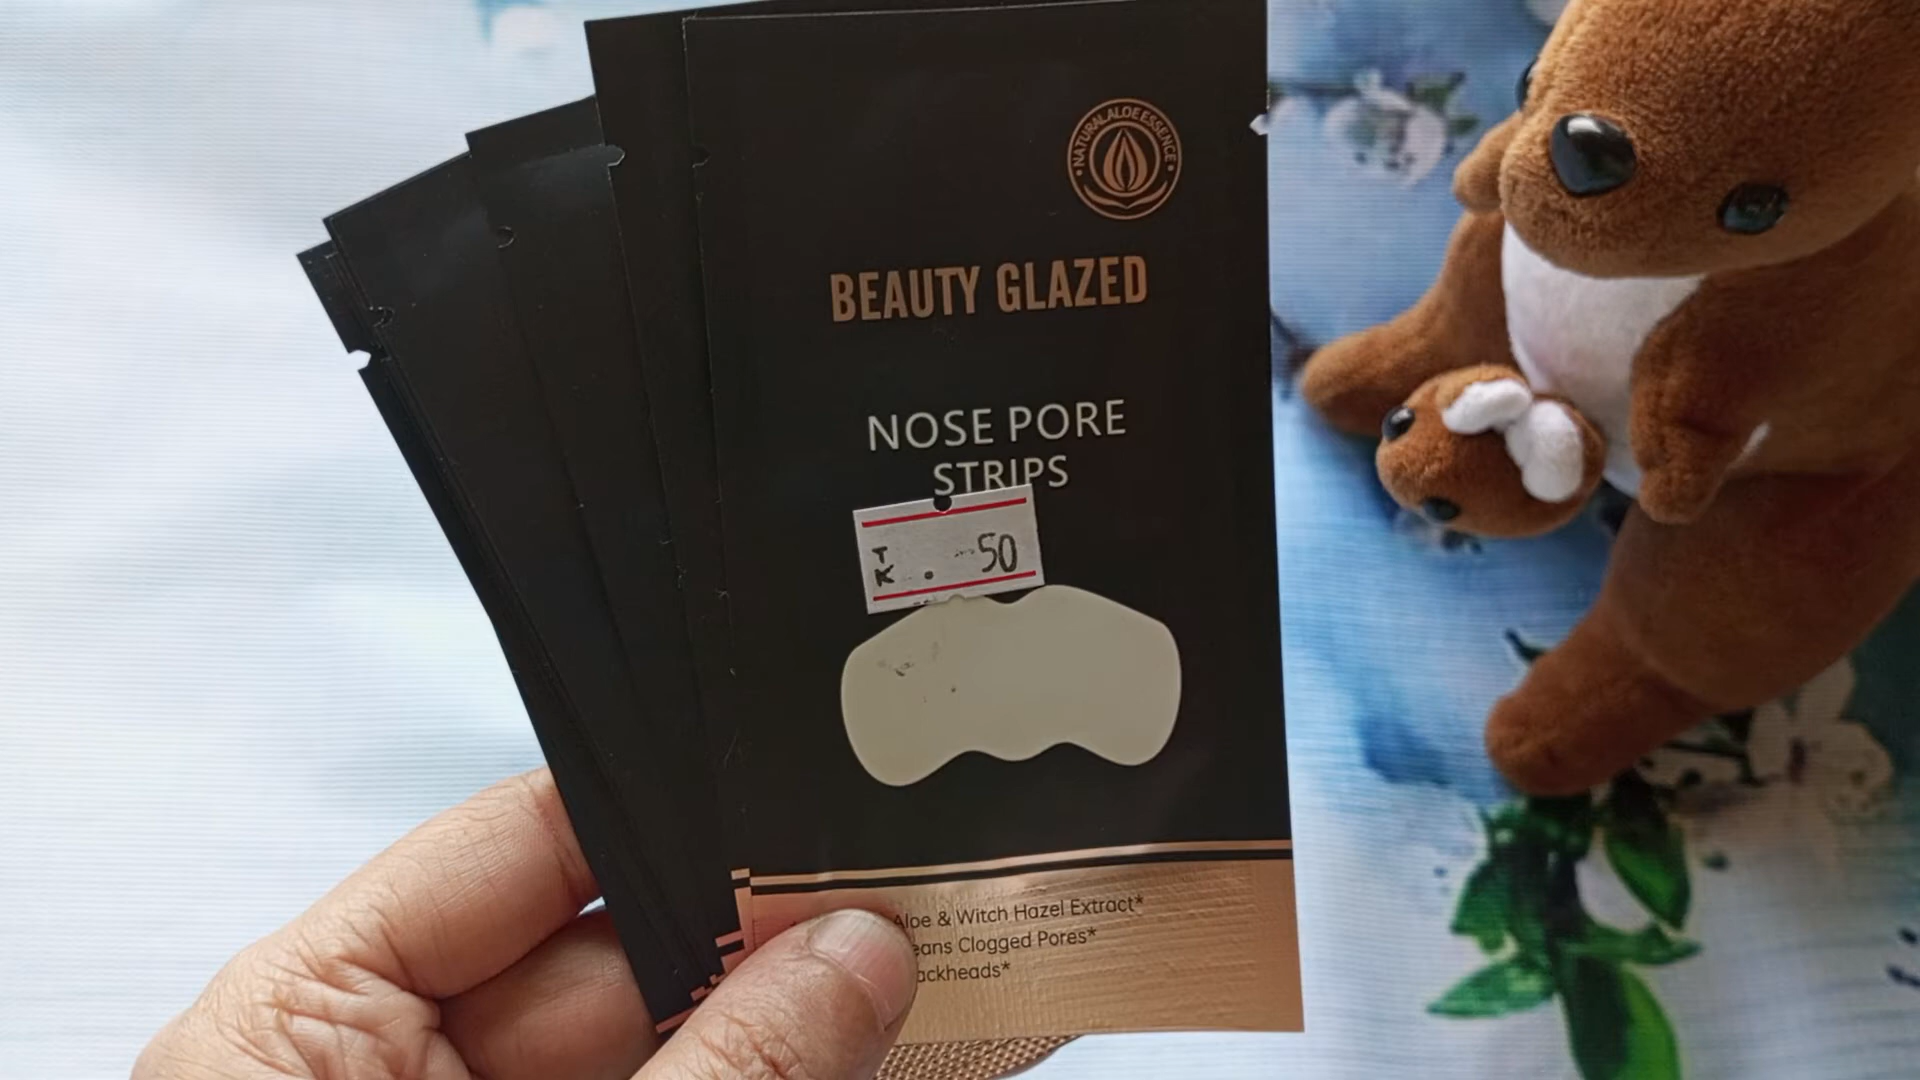 NATURAL ALOE ESSENCE
BEAUTY GLAZED
NOSE PORE
STRIPS
TK. 50
Aloe & Witch Hazel Extract*
Clogged Pores*